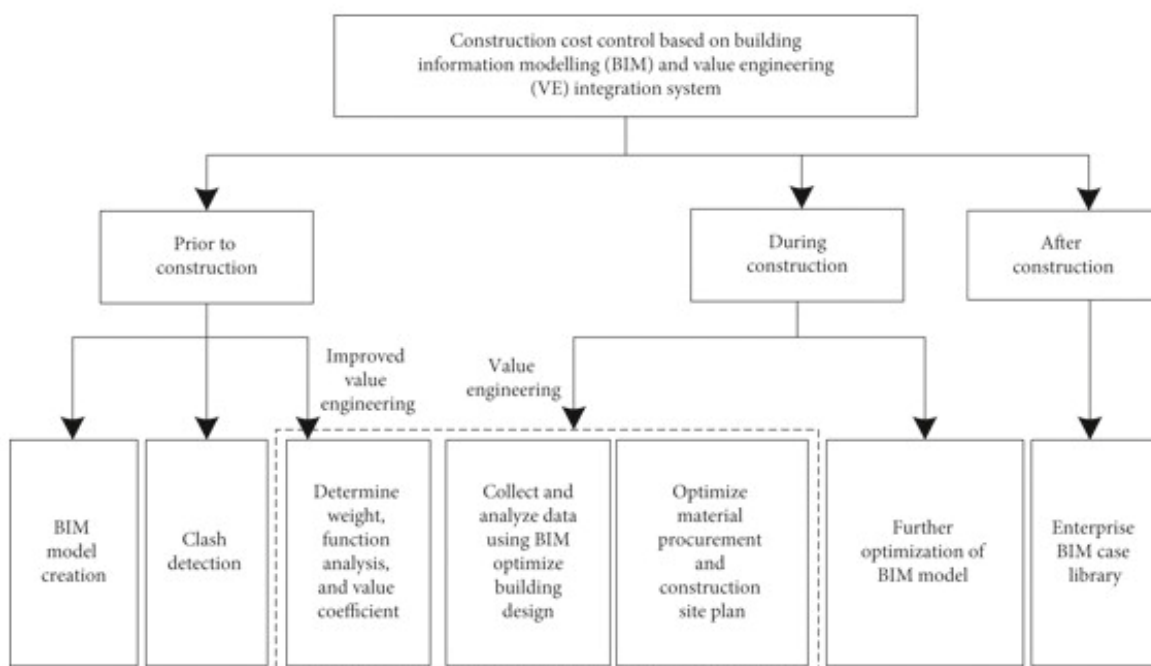 Construction cost control based on building
information modelling (BIM) and value engineering
(VE) integration system
Prior to
construction
During
construction
After
construction
Improved
value
engineering
Value
engineering
BIM
model
creation
Clash
detection
Determine
weight,
function
analysis,
and value
coefficient
Collect and
analyze data
using BIM
optimize
building
design
Optimize
material
procurement
and
construction
site plan
Further
optimization of
BIM model
Enterprise
BIM case
library